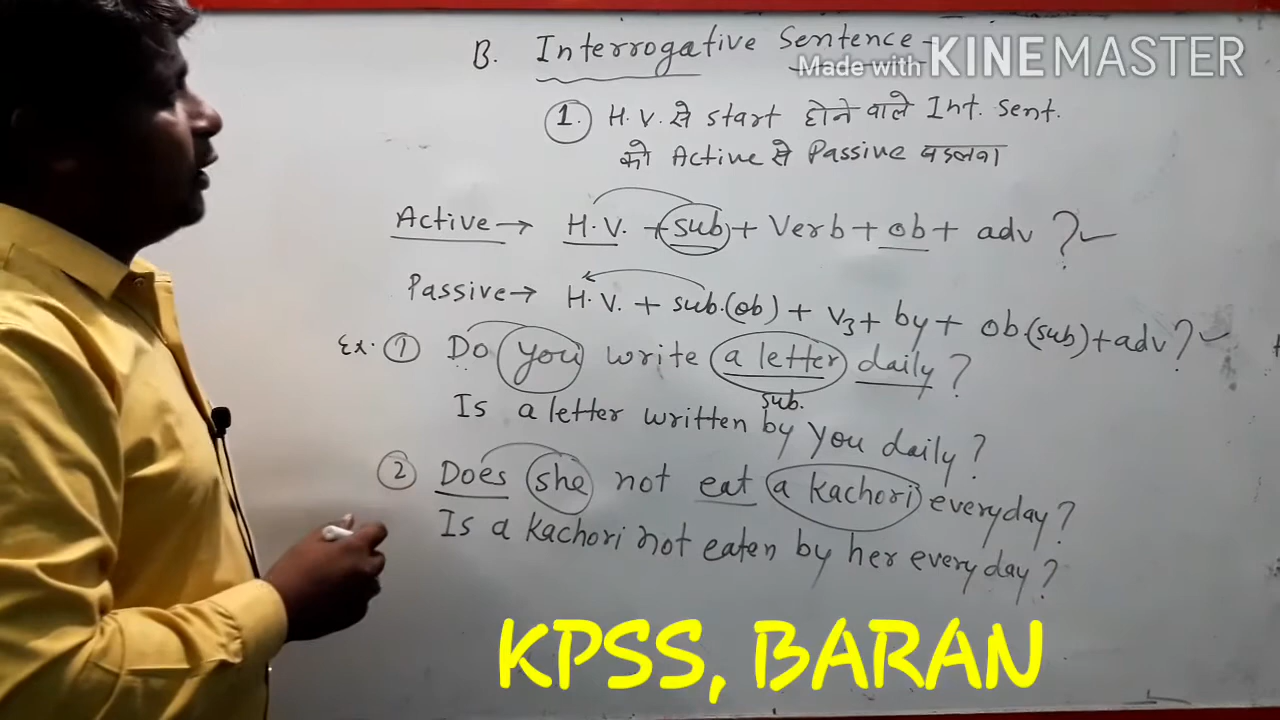 B. Interrogative Sentence-
Made with KINEMASTER
1. H.V. से start होने वाले Int. Sent.
को Active से Passive बदलना
Active → H.V. + sub + Verb + ob + adv ?
Passive → H.V. + sub.(ob) + V3 + by + ob.(sub) + adv ?
Ex. 1 Do you write a letter daily ?
sub.
Is a letter written by you daily ?
2 Does she not eat a kachori everyday ?
Is a kachori not eaten by her everyday ?
KPSS, BARAN